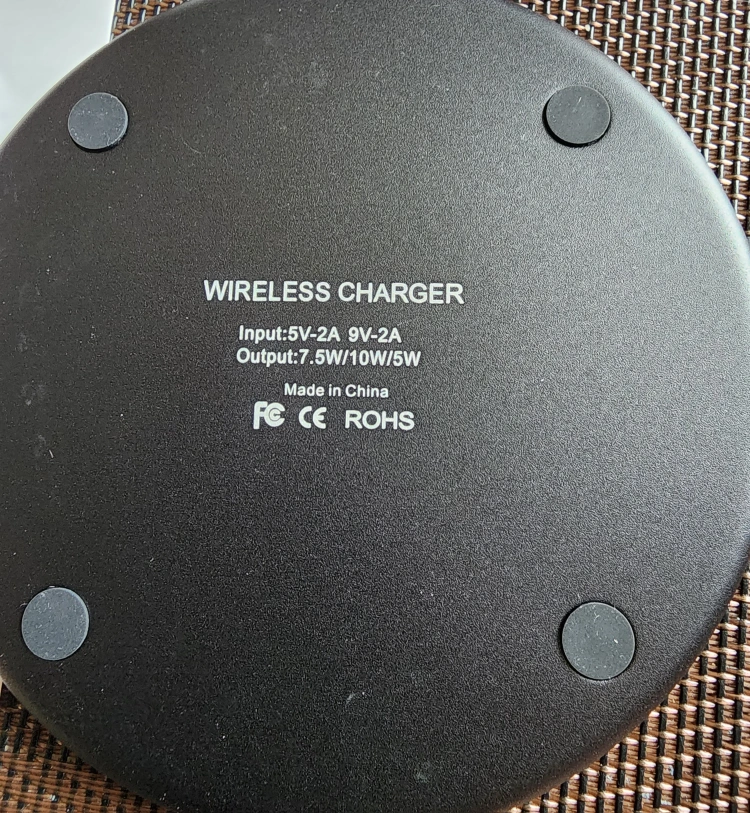 WIRELESS CHARGER
Input:5V-2A 9V-2A
Output:7.5W/10W/5W
Made in China
FC CE ROHS